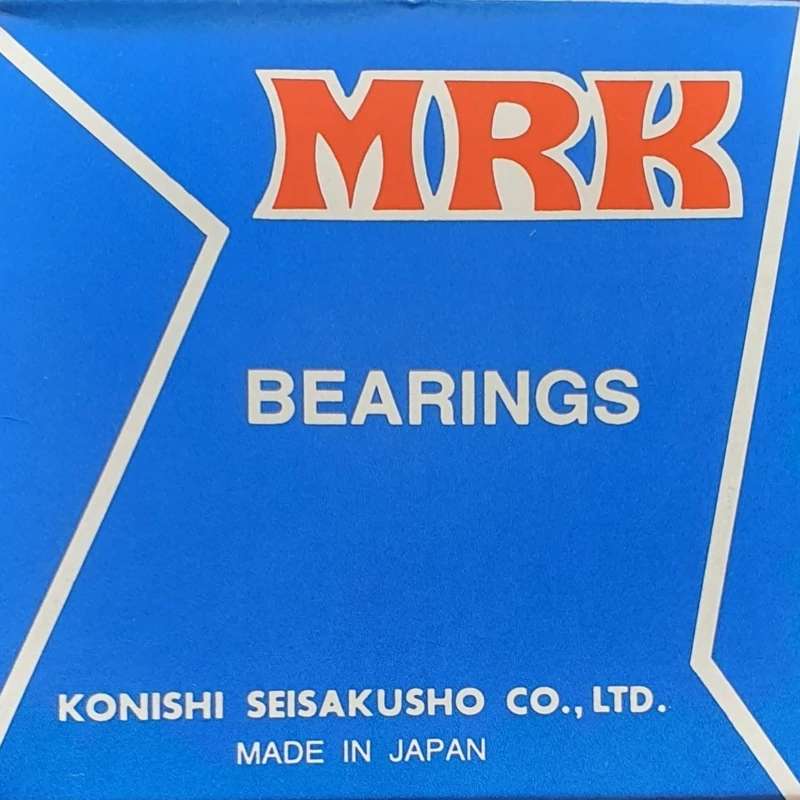 MRK
BEARINGS
KONISHI SEISAKUSHO CO., LTD.
MADE IN JAPAN